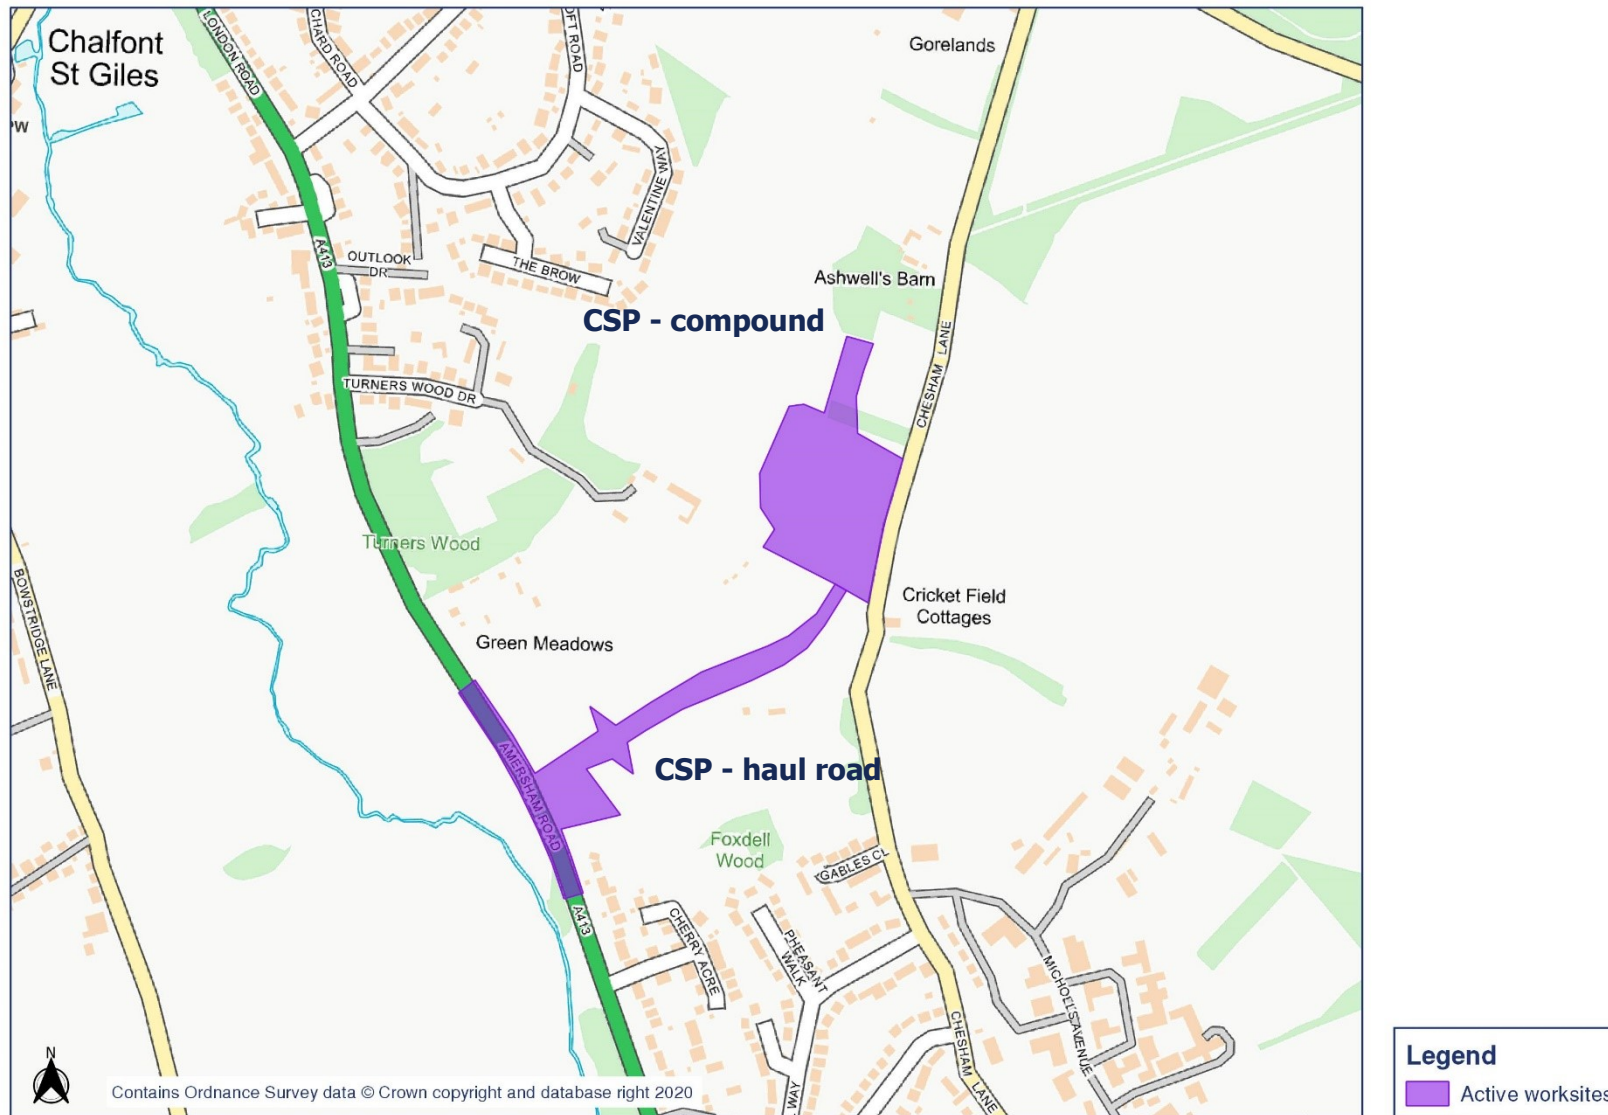 Chalfont
St Giles
LONDON ROAD
CHARD ROAD
OFT ROAD
Gorelands
PW
VALENTINE WAY
A413
OUTLOOK
DR
THE BROW
Ashwell's Barn
CSP - compound
CHESHAM LANE
TURNERS WOOD DR
Turners Wood
BOWSTRIDGE LANE
Cricket Field
Cottages
Green Meadows
AMERSHAM ROAD
CSP - haul road
Foxdell
Wood
GABLES CL
A413
CHERRY ACRE
PHEASANT
WALK
MICHOLLS AVENUE
CHESHAM LANE
WAY
N
Contains Ordnance Survey data © Crown copyright and database right 2020
Legend
Active worksites